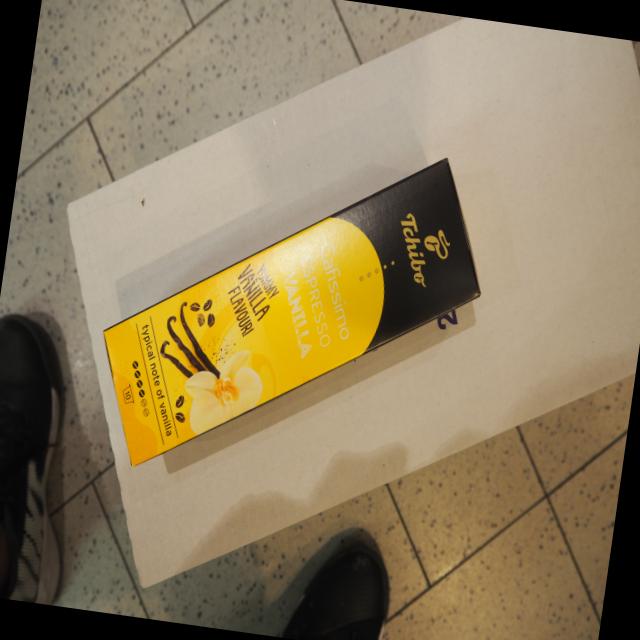 Tchibo
Cafissimo
ESPRESSO
VANILLA
VANILLA
FLAVOUR
typical note of vanilla
10